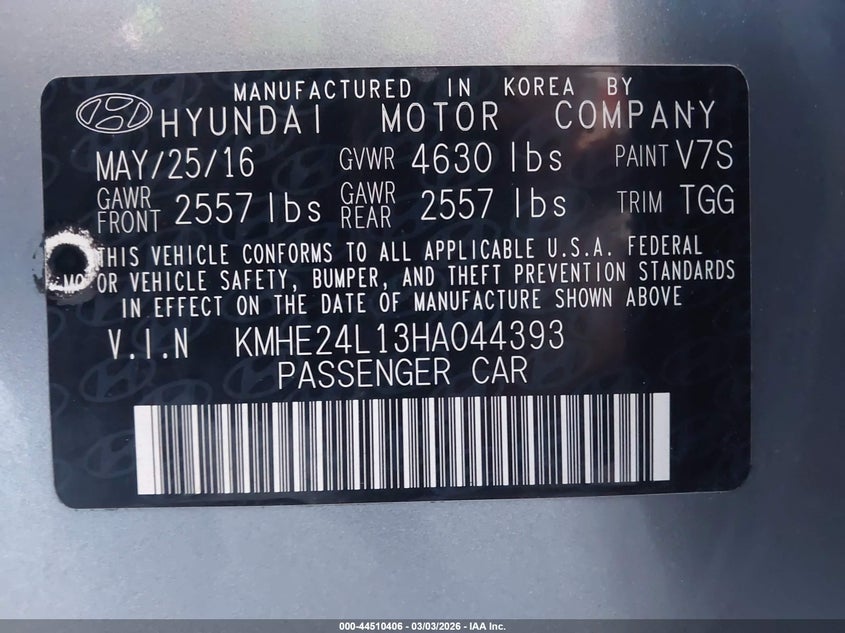 MANUFACTURED IN KOREA BY
HYUNDAI MOTOR COMPANY
MAY/25/16 GVWR 4630 lbs PAINT V7S
GAWR FRONT 2557 lbs GAWR REAR 2557 lbs TRIM TGG
THIS VEHICLE CONFORMS TO ALL APPLICABLE U.S.A. FEDERAL
MOTOR VEHICLE SAFETY, BUMPER, AND THEFT PREVENTION STANDARDS
IN EFFECT ON THE DATE OF MANUFACTURE SHOWN ABOVE
V.I.N KMHE24L13HA044393
PASSENGER CAR
000-44510406 - 03/03/2026 - IAA Inc.